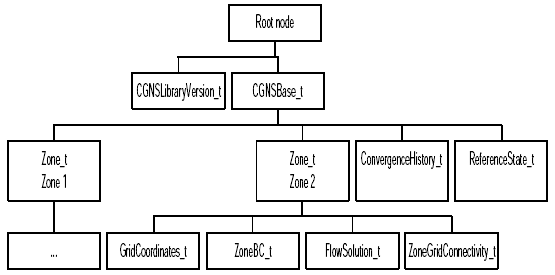 Root node
CGNSLibraryVersion_t
CGNSBase_t
Zone_t
Zone 1
Zone_t
Zone 2
ConvergenceHistory_t
ReferenceState_t
...
GridCoordinates_t
ZoneBC_t
FlowSolution_t
ZoneGridConnectivity_t